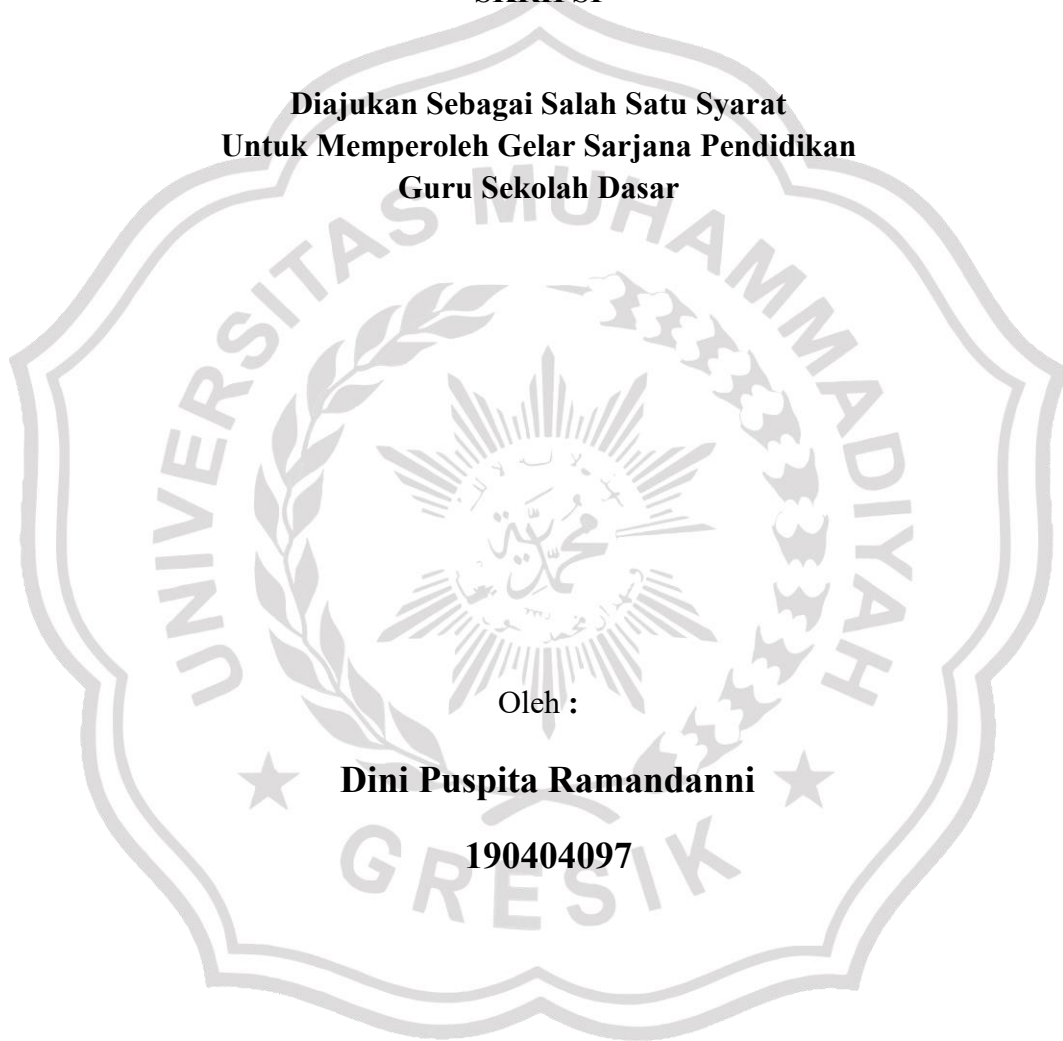 Diajukan Sebagai Salah Satu Syarat
Untuk Memperoleh Gelar Sarjana Pendidikan
Guru Sekolah Dasar
UNIVERSITAS MUHAMMADIYAH
محمد
Oleh :
Dini Puspita Ramandanni
190404097
GRESIK